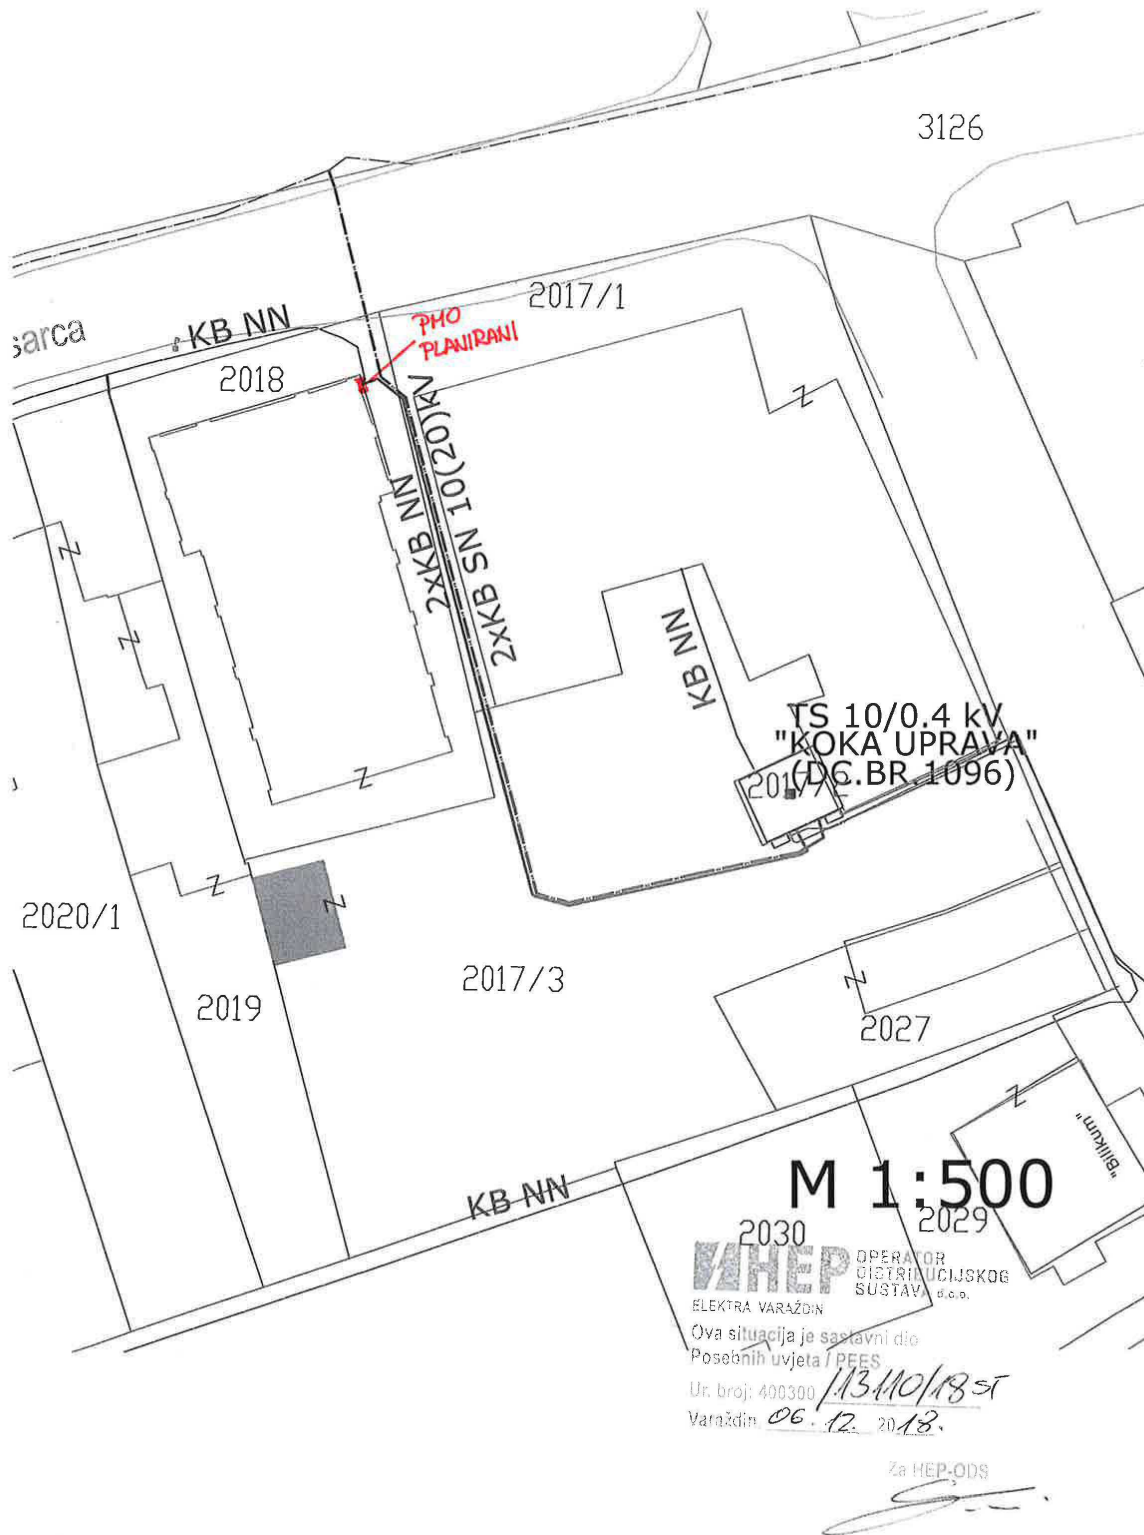 3126
2017/1
sarca
KB NN
PMO
PLANIRANI
2018
2xKB NN
2xKB SN 10(20)kV
Z
Z
Z
KB NN
TS 10/0.4 kV
"KOKA UPRAVA"
(DC.BR.1096)
Z
Z
Z
2020/1
2017/3
2019
Z
2027
Z
"Bilikum"
KB NN
M 1:500
2030
2029
HEP
OPERATOR
DISTRIBUCIJSKOG
SUSTAVA d.o.o.
ELEKTRA VARAŽDIN
Ova situacija je sastavni dio
Posebnih uvjeta / PEES
Ur. broj: 400300 /13110/18 ST
Varaždin, 06. 12. 2018.
Za HEP-ODS